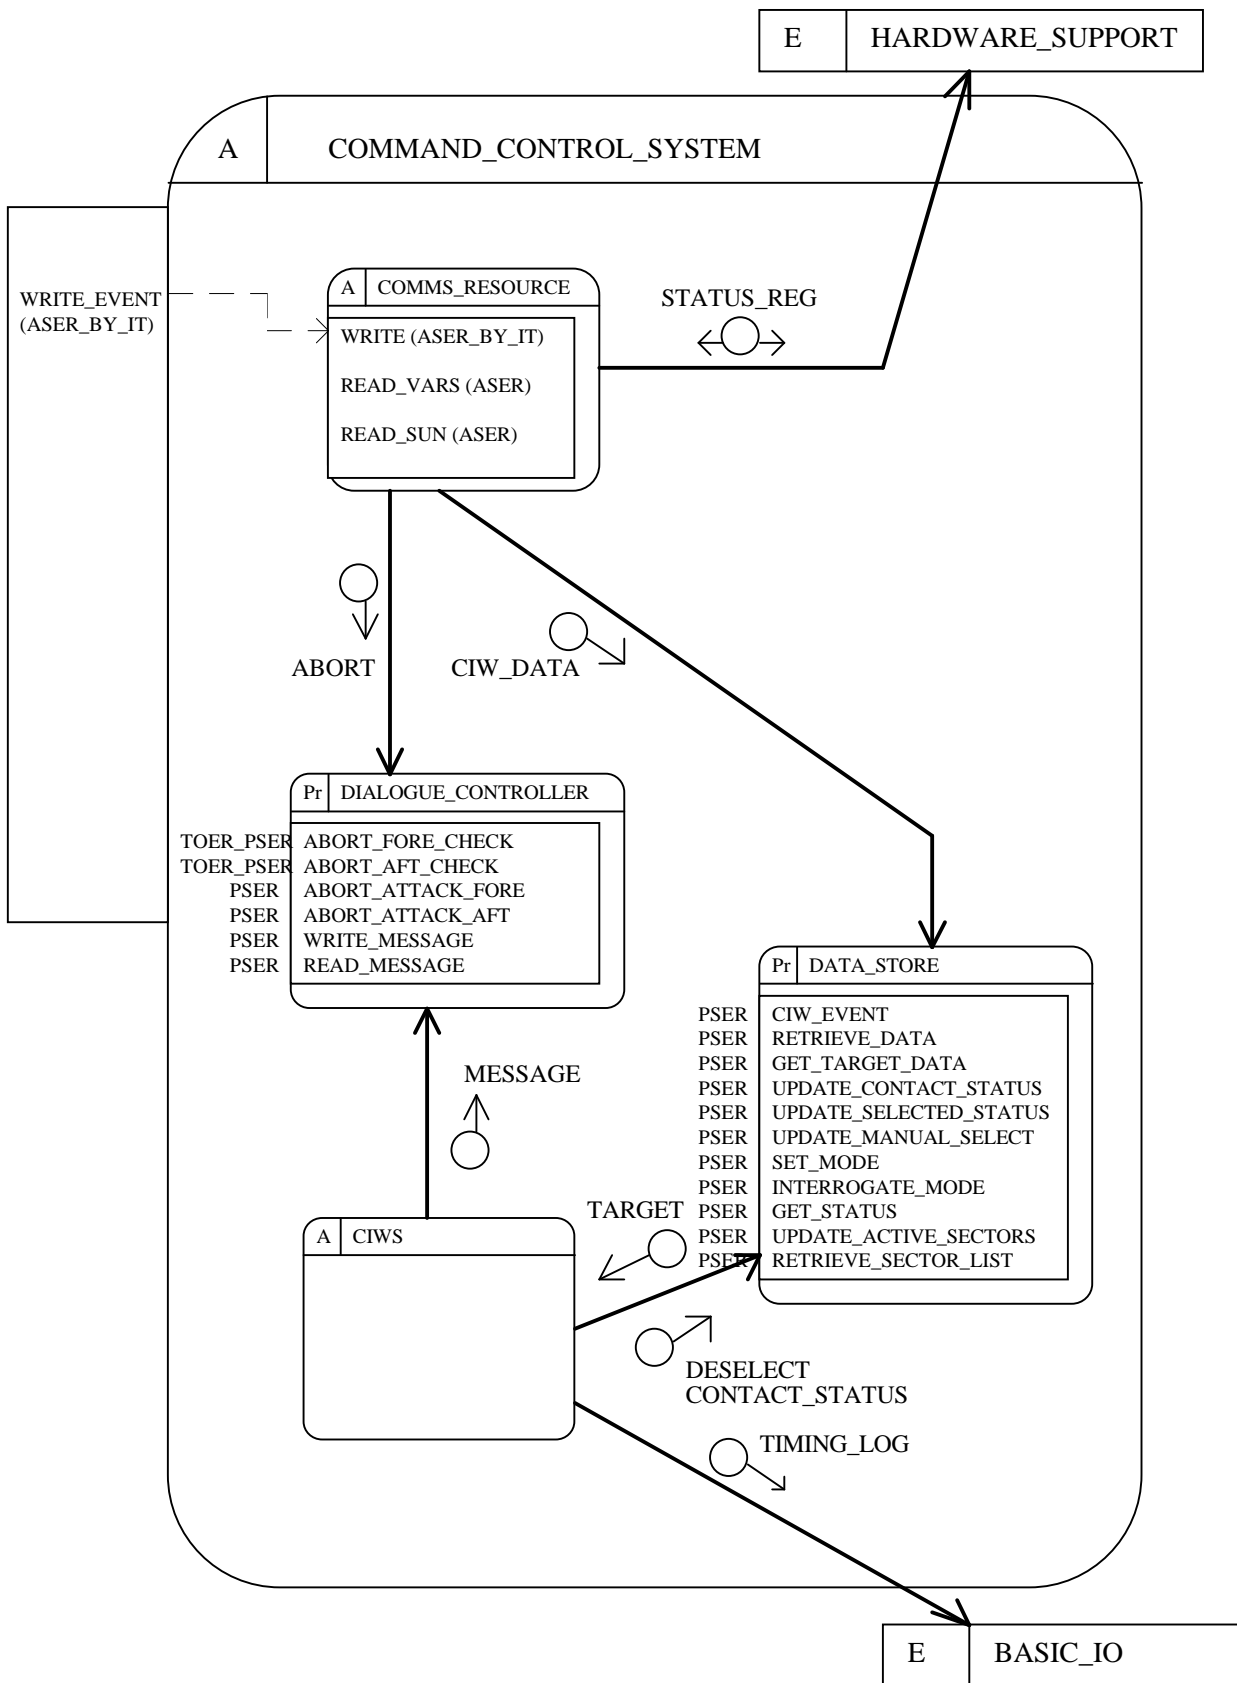 E HARDWARE_SUPPORT
A COMMAND_CONTROL_SYSTEM
WRITE_EVENT
(ASER_BY_IT)
A COMMS_RESOURCE
WRITE (ASER_BY_IT)
READ_VARS (ASER)
READ_SUN (ASER)
STATUS_REG
ABORT
CIW_DATA
Pr DIALOGUE_CONTROLLER
TOER_PSER ABORT_FORE_CHECK
TOER_PSER ABORT_AFT_CHECK
PSER ABORT_ATTACK_FORE
PSER ABORT_ATTACK_AFT
PSER WRITE_MESSAGE
PSER READ_MESSAGE
Pr DATA_STORE
PSER CIW_EVENT
PSER RETRIEVE_DATA
PSER GET_TARGET_DATA
PSER UPDATE_CONTACT_STATUS
PSER UPDATE_SELECTED_STATUS
PSER UPDATE_MANUAL_SELECT
PSER SET_MODE
PSER INTERROGATE_MODE
PSER GET_STATUS
PSER UPDATE_ACTIVE_SECTORS
PSER RETRIEVE_SECTOR_LIST
MESSAGE
A CIWS
TARGET
DESELECT
CONTACT_STATUS
TIMING_LOG
E BASIC_IO